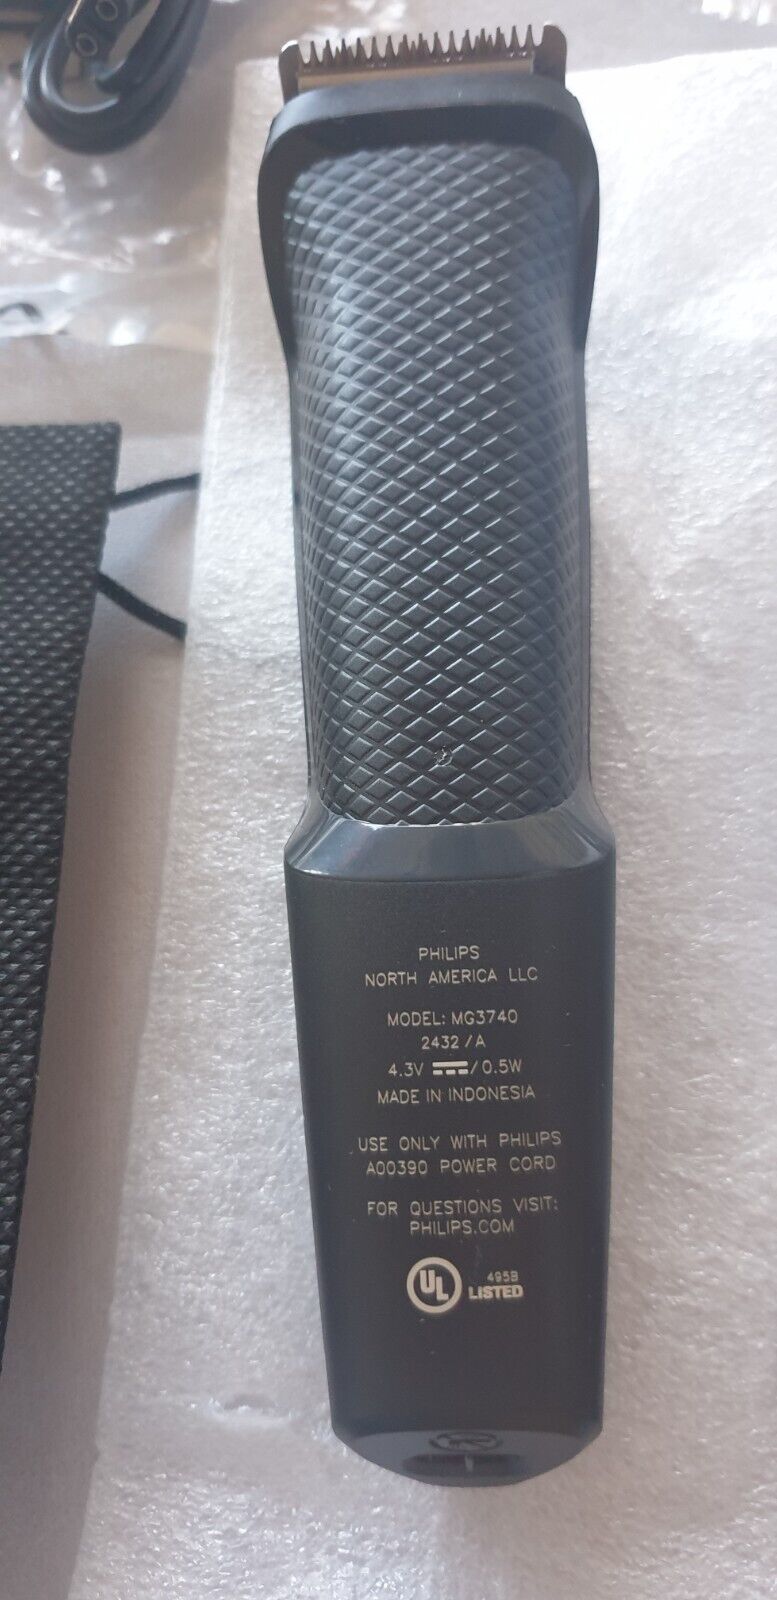 PHILIPS
NORTH AMERICA LLC
MODEL: MG3740
2432 / A
4.3V ⎓ / 0.5W
MADE IN INDONESIA
USE ONLY WITH PHILIPS
A00390 POWER CORD
FOR QUESTIONS VISIT:
PHILIPS.COM
UL 495B
LISTED